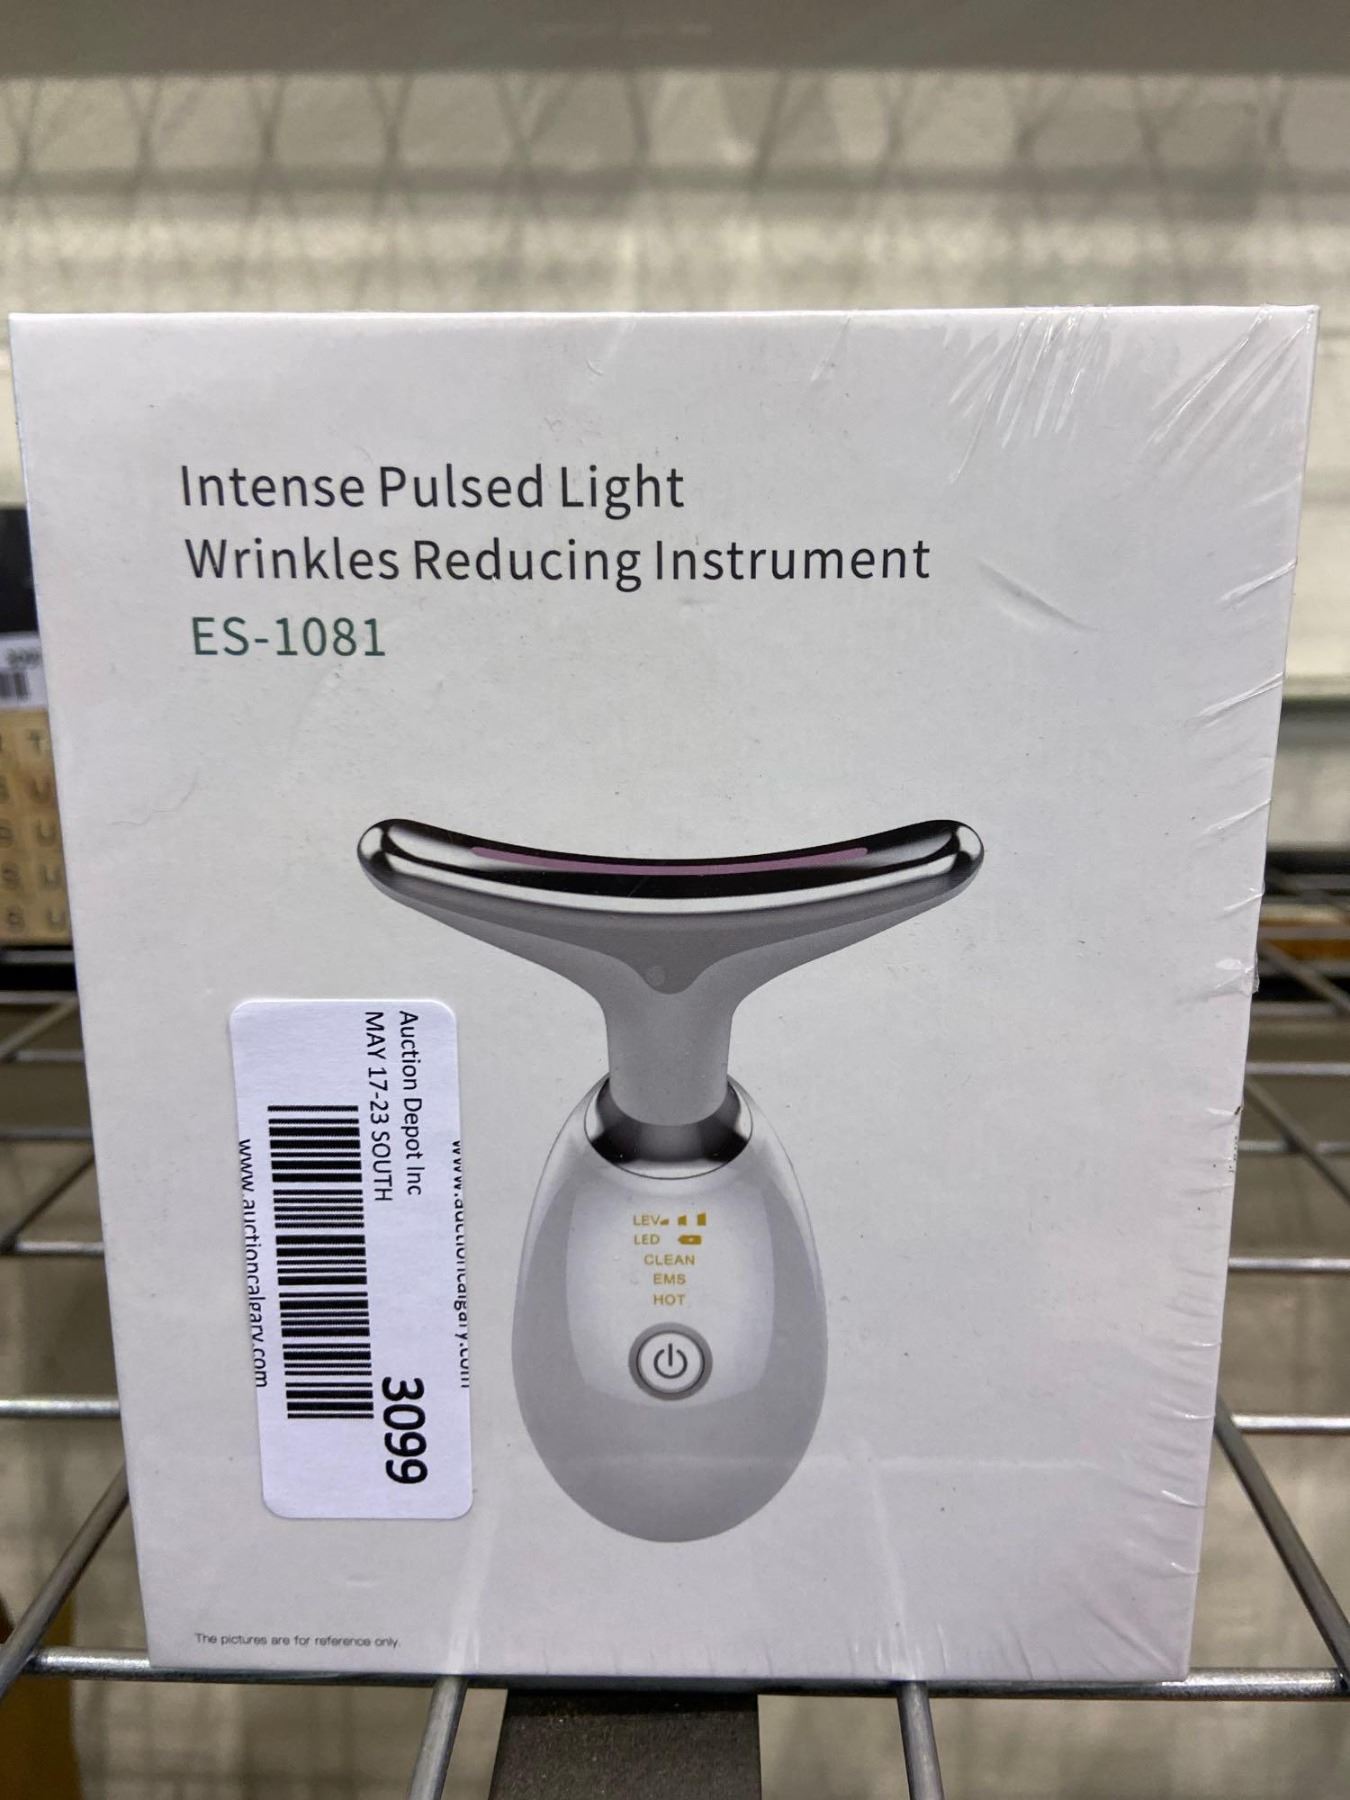 Intense Pulsed Light
Wrinkles Reducing Instrument
ES-1081
LEV
LED
CLEAN
EMS
HOT
www.auctioncalgary.com
Auction Depot Inc
MAY 17-23 SOUTH
3099
www.auctioncalgary.com
The pictures are for reference only.